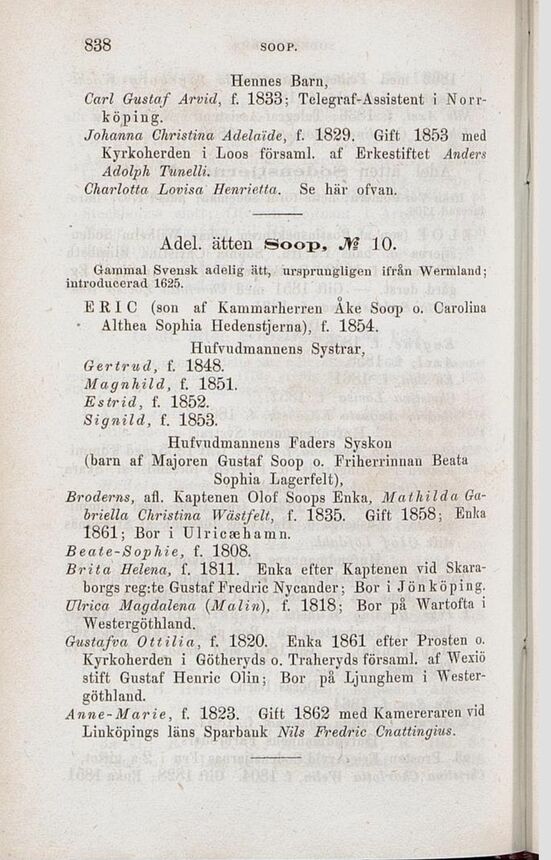 838
SOOP.
Hennes Barn,
Carl Gustaf Arvid, f. 1833; Telegraf-Assistent i Norr-
köping.
Johanna Christina Adelaïde, f. 1829. Gift 1853 med
Kyrkoherden i Loos församl. af Erkestiftet Anders
Adolph Tunelli.
Charlotta Lovisa Henrietta. Se här ofvan.
Adel. ätten Soop, № 10.
Gammal Svensk adelig ätt, ursprungligen ifrån Wermland;
introducerad 1625.
ERIC (son af Kammarherren Åke Soop o. Carolina
Althea Sophia Hedenstjerna), f. 1854.
Hufvudmannens Systrar,
Gertrud, f. 1848.
Magnhild, f. 1851.
Estrid, f. 1852.
Signild, f. 1853.
Hufvudmannens Faders Syskon
(barn af Majoren Gustaf Soop o. Friherrinnan Beata
Sophia Lagerfelt),
Broderns, afl. Kaptenen Olof Soops Enka, Mathilda Ga-
briella Christina Wästfelt, f. 1835. Gift 1858; Enka
1861; Bor i Ulricæhamn.
Beate-Sophie, f. 1808.
Brita Helena, f. 1811. Enka efter Kaptenen vid Skara-
borgs reg:te Gustaf Fredric Nycander; Bor i Jönköping.
Ulrica Magdalena (Malin), f. 1818; Bor på Wartofta i
Westergöthland.
Gustafva Ottilia, f. 1820. Enka 1861 efter Prosten o.
Kyrkoherden i Götheryds o. Traheryds församl. af Wexiö
stift Gustaf Henric Olin; Bor på Ljunghem i Wester-
göthland.
Anne-Marie, f. 1823. Gift 1862 med Kamereraren vid
Linköpings läns Sparbank Nils Fredric Cnattingius.